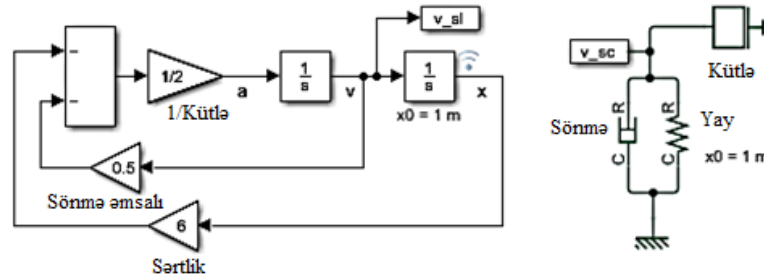 v_sl
−
−
1/2
1/Kütlə
a
1
s
v
1
s
x
x0 = 1 m
0.5
Sönmə əmsalı
6
Sərtlik
v_sc
Kütlə
Sönmə
R
C
R
C
Yay
x0 = 1 m